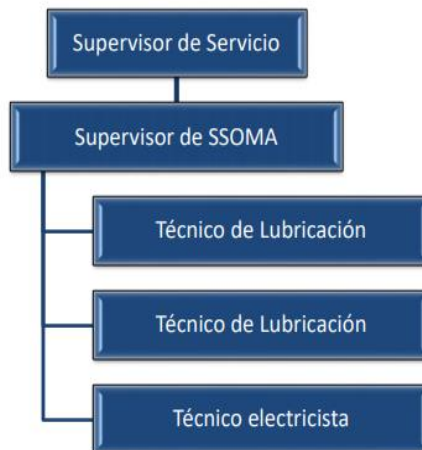 Supervisor de Servicio
Supervisor de SSOMA
Técnico de Lubricación
Técnico de Lubricación
Técnico electricista